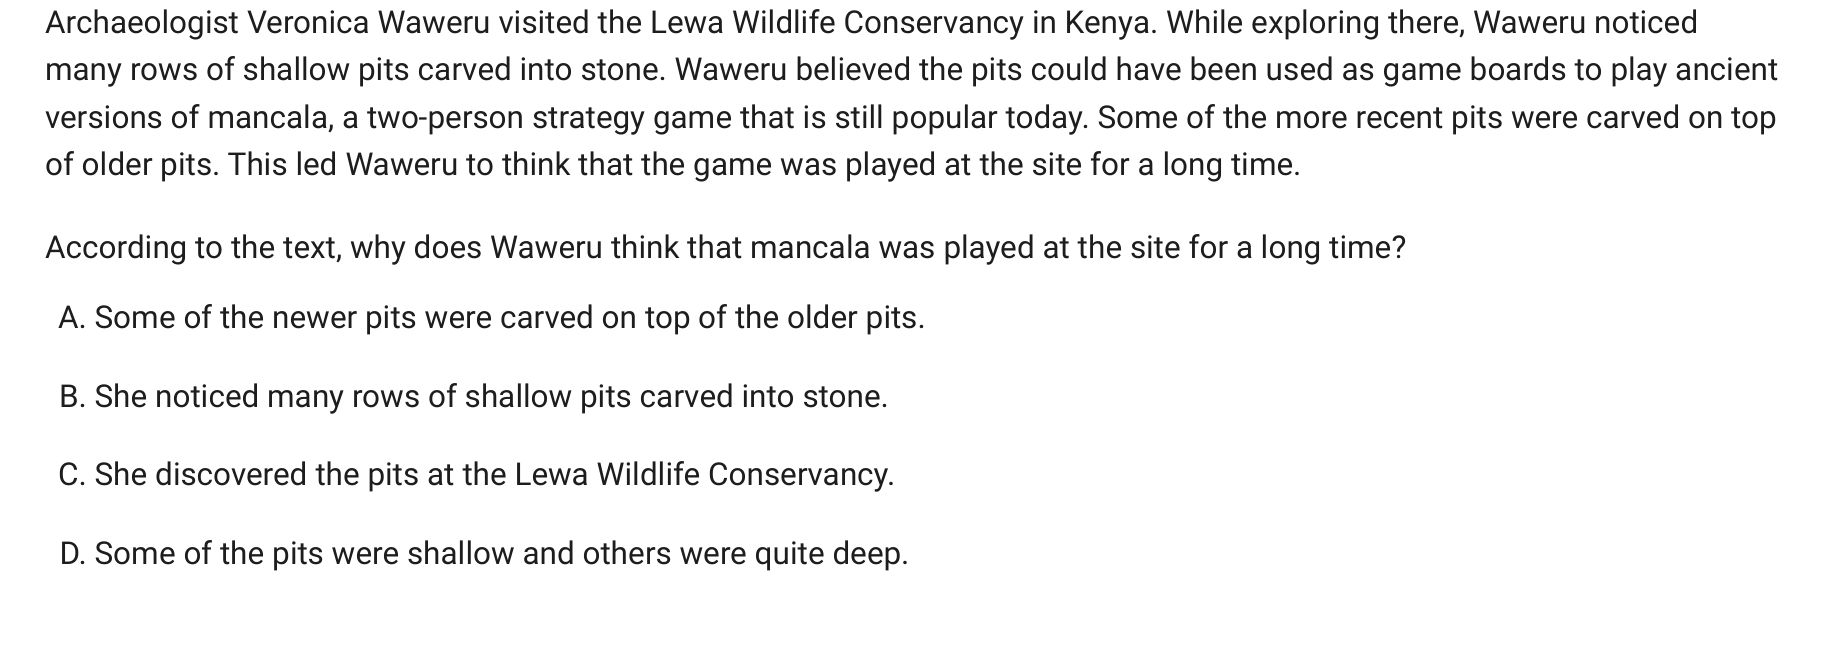 Archaeologist Veronica Waweru visited the Lewa Wildlife Conservancy in Kenya. While exploring there, Waweru noticed
many rows of shallow pits carved into stone. Waweru believed the pits could have been used as game boards to play ancient
versions of mancala, a two-person strategy game that is still popular today. Some of the more recent pits were carved on top
of older pits. This led Waweru to think that the game was played at the site for a long time.
According to the text, why does Waweru think that mancala was played at the site for a long time?
A. Some of the newer pits were carved on top of the older pits.
B. She noticed many rows of shallow pits carved into stone.
C. She discovered the pits at the Lewa Wildlife Conservancy.
D. Some of the pits were shallow and others were quite deep.